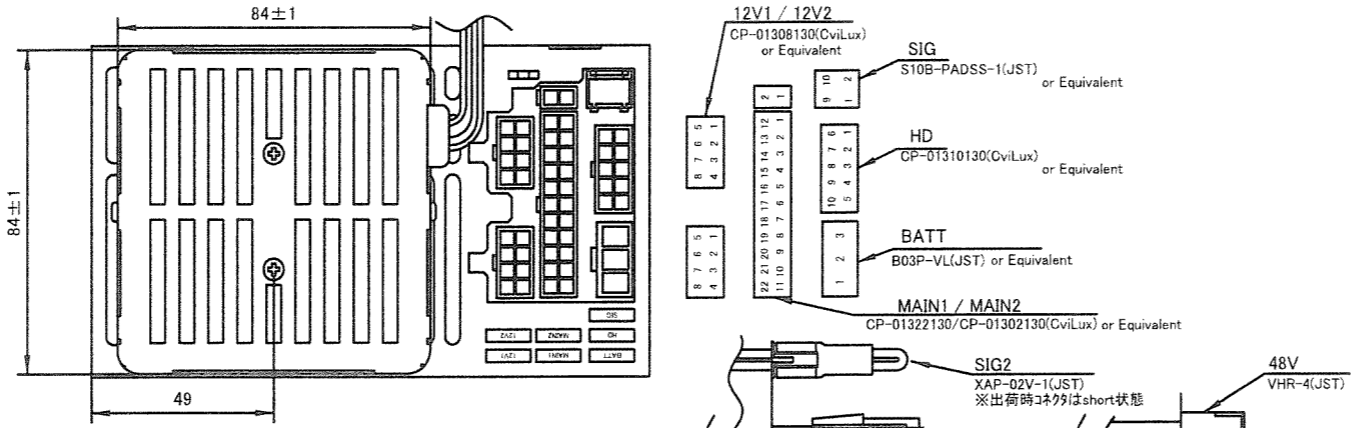 84±1
84±1
49
12V2
MAIN2
HD
SIG
12V1
MAIN1
BATT
12V1 / 12V2
CP-01308130(CviLux)
or Equivalent
SIG
S10B-PADSS-1(JST)
or Equivalent
HD
CP-01310130(CviLux)
or Equivalent
BATT
B03P-VL(JST) or Equivalent
MAIN1 / MAIN2
CP-01322130/CP-01302130(CviLux) or Equivalent
SIG2
XAP-02V-1(JST)
※出荷時コネクタはshort状態
48V
VHR-4(JST)
5 1
6 2
7 3
8 4
5 1
6 2
7 3
8 4
2 1
12 1
13 2
14 3
15 4
16 5
17 6
18 7
19 8
20 9
21 10
22 11
10 2
9 1
6 1
7 2
8 3
9 4
10 5
3
2
1